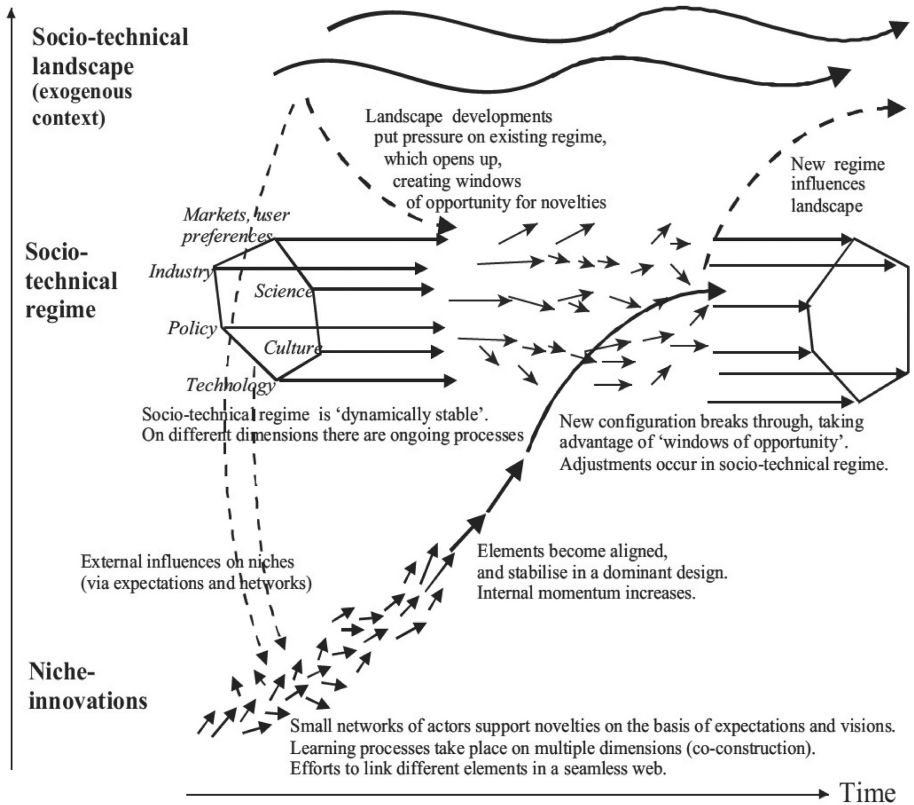 Socio-technical
landscape
(exogenous
context)
Landscape developments
put pressure on existing regime,
which opens up,
creating windows
of opportunity for novelties
New regime
influences
landscape
Socio-
technical
regime
Markets, user
preferences
Industry
Science
Policy
Culture
Technology
Socio-technical regime is ‘dynamically stable’.
On different dimensions there are ongoing processes
New configuration breaks through, taking
advantage of ‘windows of opportunity’.
Adjustments occur in socio-technical regime.
External influences on niches
(via expectations and networks)
Elements become aligned,
and stabilise in a dominant design.
Internal momentum increases.
Niche-
innovations
Small networks of actors support novelties on the basis of expectations and visions.
Learning processes take place on multiple dimensions (co-construction).
Efforts to link different elements in a seamless web.
Time